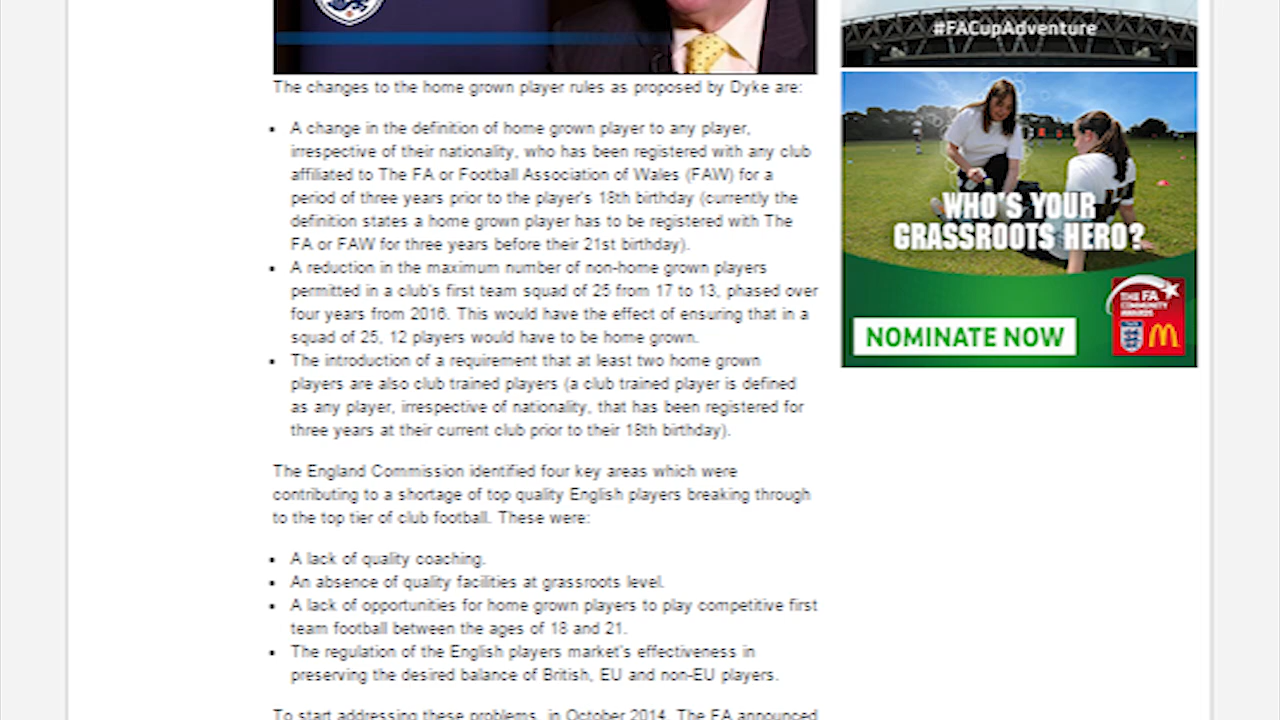 #FACupAdventure
The changes to the home grown player rules as proposed by Dyke are:
• A change in the definition of home grown player to any player,
irrespective of their nationality, who has been registered with any club
affiliated to The FA or Football Association of Wales (FAW) for a
period of three years prior to the player's 18th birthday (currently the
definition states a home grown player has to be registered with The
FA or FAW for three years before their 21st birthday).
• A reduction in the maximum number of non-home grown players
permitted in a club's first team squad of 25 from 17 to 13, phased over
four years from 2016. This would have the effect of ensuring that in a
squad of 25, 12 players would have to be home grown.
• The introduction of a requirement that at least two home grown
players are also club trained players (a club trained player is defined
as any player, irrespective of nationality, that has been registered for
three years at their current club prior to their 18th birthday).
The England Commission identified four key areas which were
contributing to a shortage of top quality English players breaking through
to the top tier of club football. These were:
• A lack of quality coaching.
• An absence of quality facilities at grassroots level.
• A lack of opportunities for home grown players to play competitive first
team football between the ages of 18 and 21.
• The regulation of the English players market's effectiveness in
preserving the desired balance of British, EU and non-EU players.
To start addressing these problems, in October 2014, The FA announced
WHO'S YOUR
GRASSROOTS HERO?
THE FA
COMMUNITY
AWARDS
NOMINATE NOW